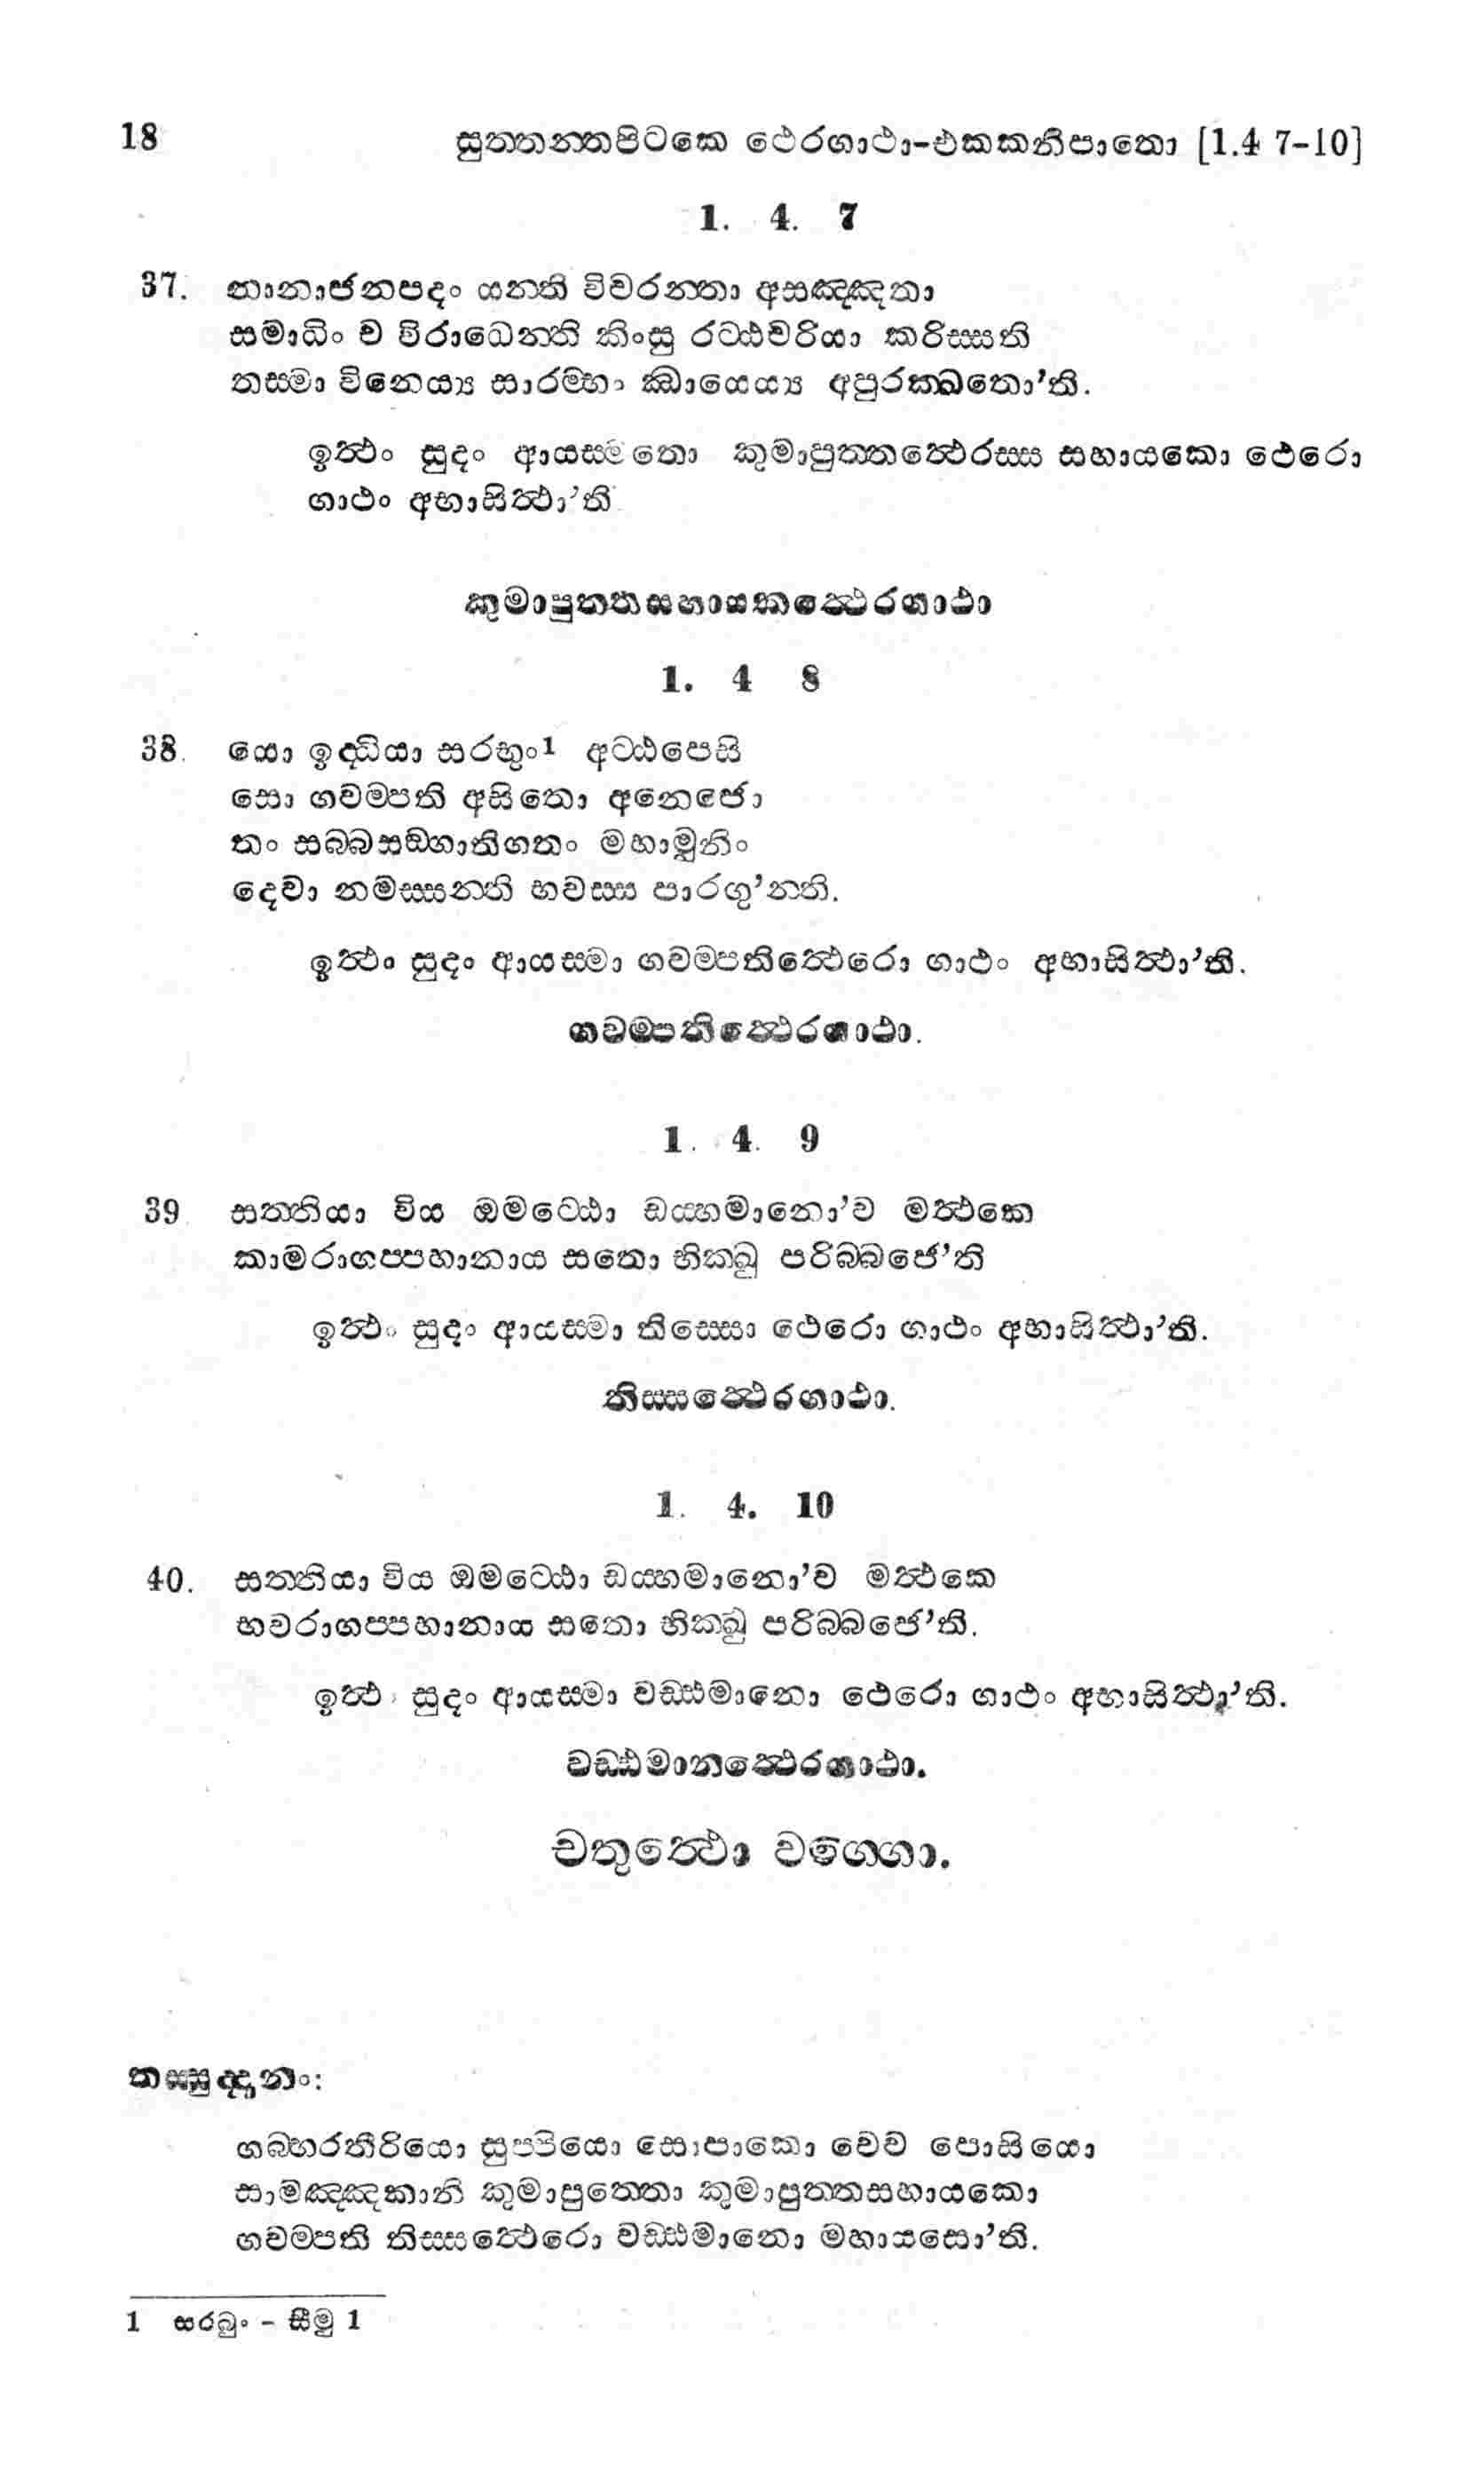 18 සුත්තන්තපිටකෙ ථෙරගාථා-එකකනිපාතො [1.4 7-10]
1. 4. 7
37. නානාජනපදං යන්ති විචරන්තා අසඤ්ඤතා
සමාධිං ච විරාධෙන්ති කිංසු රට්ඨචරියා කරිස්සති
තස්මා විනෙය්‍ය සාරම්භං ඣායෙය්‍ය අපුරක්ඛතො'ති.
ඉත්ථං සුදං ආයස්මතො කුමාපුත්තත්ථෙරස්ස සහායකො ථෙරො
ගාථං අභාසිත්ථා'ති
කුමාපුත්තසහායකත්ථෙරගාථා
1. 4 8
38. යො ඉද්ධියා සරභුං1 අට්ඨපෙසි
සො ගවම්පති අසිතො අනෙජො
තං සබ්බසඞ්ගාතිගතං මහාමුනිං
දෙවා නමස්සන්ති භවස්ස පාරගු'න්ති.
ඉත්ථං සුදං ආයස්මා ගවම්පතිත්ථෙරො ගාථං අභාසිත්ථා'ති.
ගවම්පතිත්ථෙරගාථා.
1. 4. 9
39 සත්තියා විය ඔමට්ඨො ඩය්හමානො'ව මත්ථකෙ
කාමරාගප්පහානාය සතො භික්ඛු පරිබ්බජෙ'ති
ඉත්ථං සුදං ආයස්මා තිස්සො ථෙරො ගාථං අභාසිත්ථා'ති.
තිස්සත්ථෙරගාථා.
1. 4. 10
40. සත්තියා විය ඔමට්ඨො ඩය්හමානො'ව මත්ථකෙ
භවරාගප්පහානාය සතො භික්ඛු පරිබ්බජෙ'ති.
ඉත්ථං සුදං ආයස්මා වඩ්ඪමානො ථෙරො ගාථං අභාසිත්ථා'ති.
වඩ්ඪමානත්ථෙරගාථා.
චතුත්ථො වග්ගො.
තස්සුද්දානං:
ගබ්භරතීරියො සුප්පියො සොපාකො චෙව පොසියො
සාමඤ්ඤකානි කුමාපුත්තො කුමාපුත්තසහායකො
ගවම්පති තිස්සත්ථෙරො වඩ්ඪමානො මහායසො'ති.
1 සරබුං - සීමු 1